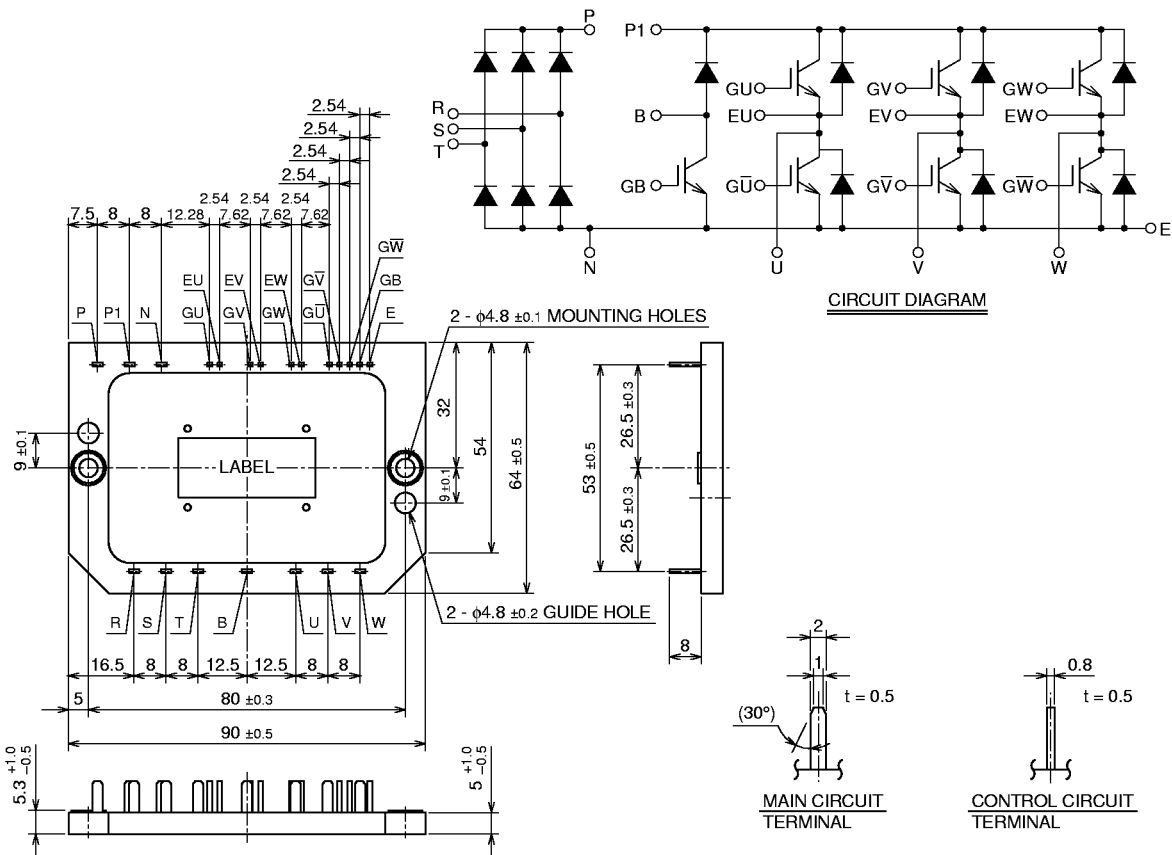 P
P1
GU
GV
GW
R
B
EU
EV
EW
S
T
GB
GU̅
GV̅
GW̅
E
N
U
V
W
CIRCUIT DIAGRAM
2.54
2.54
2.54
2.54
2.54 2.54 2.54
7.5 8 8 12.28 7.62 7.62 7.62
GW̅
EU EV EW GV̅ GB
P P1 N GU GV GW GU̅ E
2 - ϕ4.8 ±0.1 MOUNTING HOLES
32
54
64 ±0.5
9 ±0.1
LABEL
9 ±0.1
53 ±0.5
26.5 ±0.3
26.5 ±0.3
8
2 - ϕ4.8 ±0.2 GUIDE HOLE
R S T B U V W
16.5 8 8 12.5 12.5 8 8
5 80 ±0.3
90 ±0.5
5.3 +1.0 −0.5
5 +1.0 −0.5
2
1
t = 0.5
(30°)
MAIN CIRCUIT
TERMINAL
0.8
t = 0.5
CONTROL CIRCUIT
TERMINAL